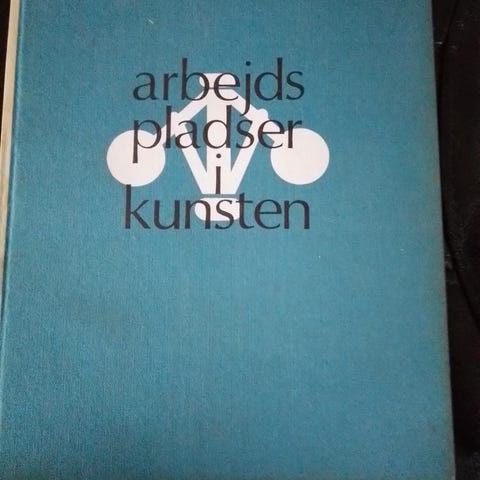 arbejds
pladser
i
kunsten